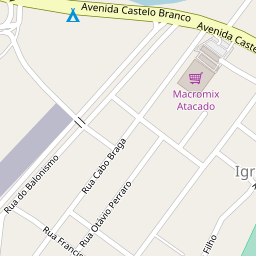 Avenida Castelo Branco
Avenida Caste
Macromix
Atacado
Rua do Balonismo
Rua Cabo Braga
Rua Otávio Perraro
Igr
Rua Franci
Filho